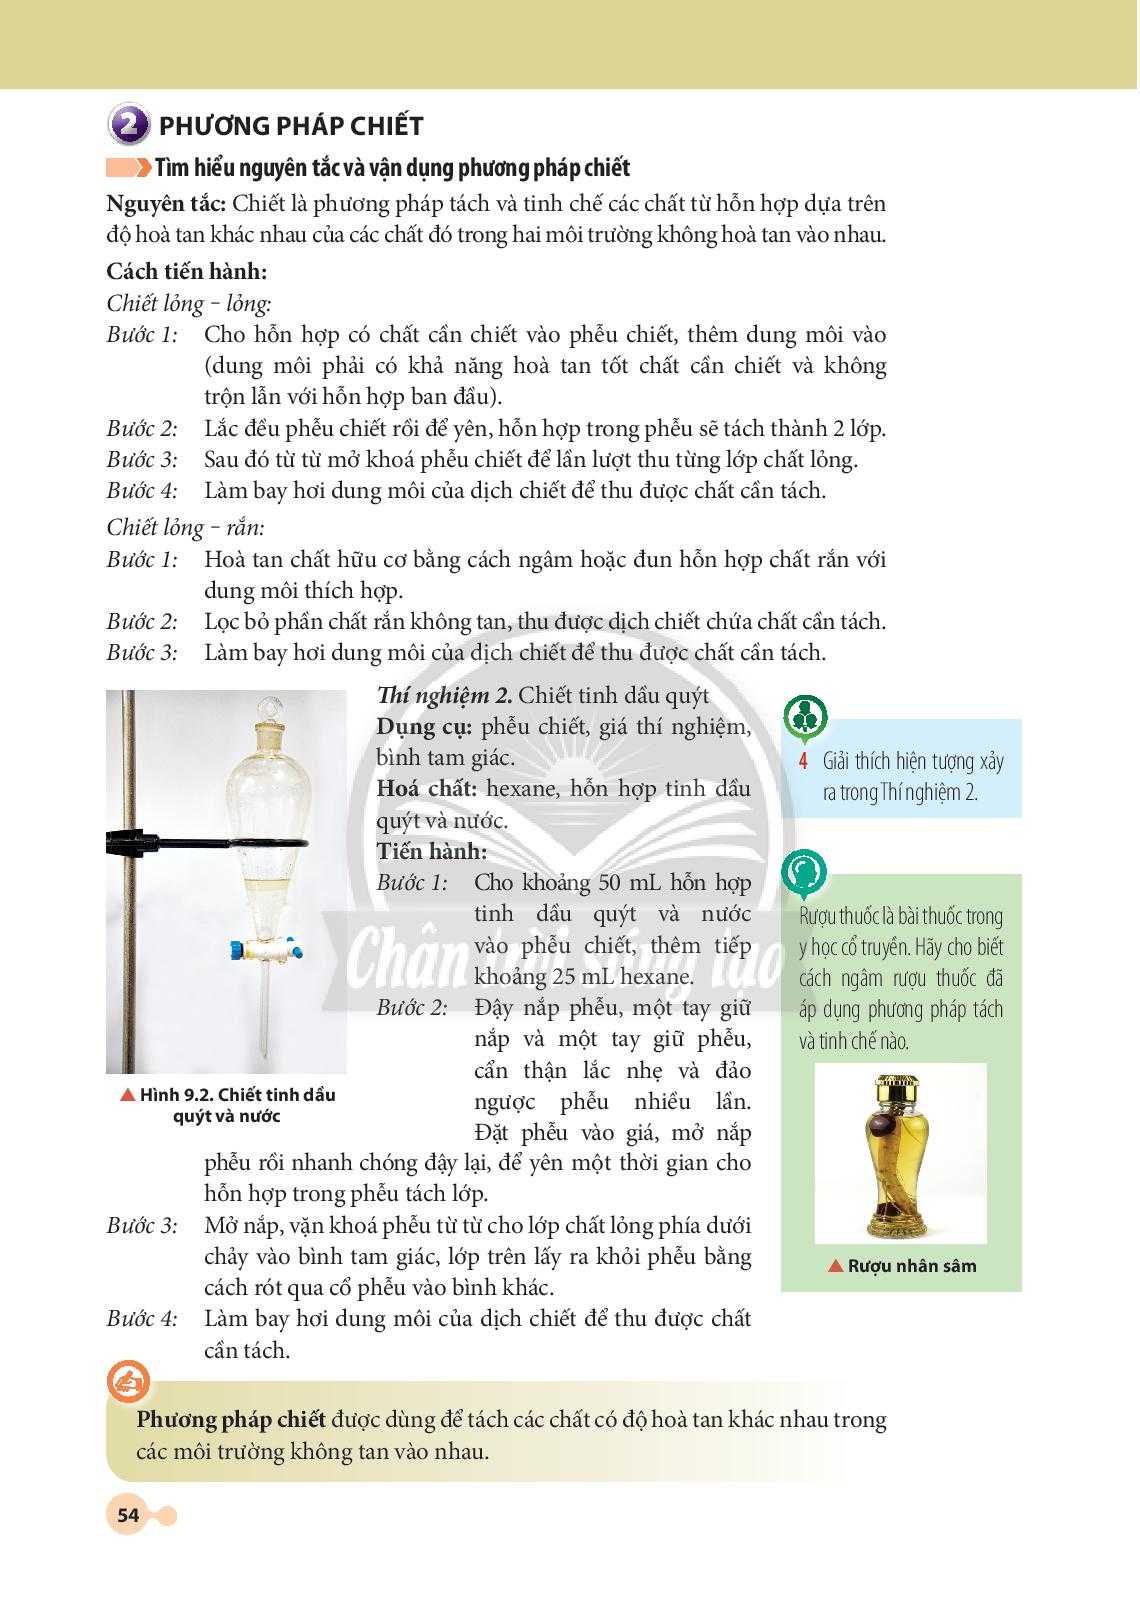 2 PHƯƠNG PHÁP CHIẾT
Tìm hiểu nguyên tắc và vận dụng phương pháp chiết
Nguyên tắc: Chiết là phương pháp tách và tinh chế các chất từ hỗn hợp dựa trên
độ hoà tan khác nhau của các chất đó trong hai môi trường không hoà tan vào nhau.
Cách tiến hành:
Chiết lỏng – lỏng:
Bước 1: Cho hỗn hợp có chất cần chiết vào phễu chiết, thêm dung môi vào
(dung môi phải có khả năng hoà tan tốt chất cần chiết và không
trộn lẫn với hỗn hợp ban đầu).
Bước 2: Lắc đều phễu chiết rồi để yên, hỗn hợp trong phễu sẽ tách thành 2 lớp.
Bước 3: Sau đó từ từ mở khoá phễu chiết để lần lượt thu từng lớp chất lỏng.
Bước 4: Làm bay hơi dung môi của dịch chiết để thu được chất cần tách.
Chiết lỏng – rắn:
Bước 1: Hoà tan chất hữu cơ bằng cách ngâm hoặc đun hỗn hợp chất rắn với
dung môi thích hợp.
Bước 2: Lọc bỏ phần chất rắn không tan, thu được dịch chiết chứa chất cần tách.
Bước 3: Làm bay hơi dung môi của dịch chiết để thu được chất cần tách.
Thí nghiệm 2. Chiết tinh dầu quýt
Dụng cụ: phễu chiết, giá thí nghiệm,
bình tam giác.
Hoá chất: hexane, hỗn hợp tinh dầu
quýt và nước.
Tiến hành:
Bước 1: Cho khoảng 50 mL hỗn hợp
tinh dầu quýt và nước
vào phễu chiết, thêm tiếp
khoảng 25 mL hexane.
Bước 2: Đậy nắp phễu, một tay giữ
nắp và một tay giữ phễu,
cẩn thận lắc nhẹ và đảo
ngược phễu nhiều lần.
Đặt phễu vào giá, mở nắp
phễu rồi nhanh chóng đậy lại, để yên một thời gian cho
hỗn hợp trong phễu tách lớp.
Bước 3: Mở nắp, vặn khoá phễu từ từ cho lớp chất lỏng phía dưới
chảy vào bình tam giác, lớp trên lấy ra khỏi phễu bằng
cách rót qua cổ phễu vào bình khác.
Bước 4: Làm bay hơi dung môi của dịch chiết để thu được chất
cần tách.
▲ Hình 9.2. Chiết tinh dầu
quýt và nước
4 Giải thích hiện tượng xảy
ra trong Thí nghiệm 2.
Rượu thuốc là bài thuốc trong
y học cổ truyền. Hãy cho biết
cách ngâm rượu thuốc đã
áp dụng phương pháp tách
và tinh chế nào.
▲ Rượu nhân sâm
Chân trời sáng tạo
Phương pháp chiết được dùng để tách các chất có độ hoà tan khác nhau trong
các môi trường không tan vào nhau.
54